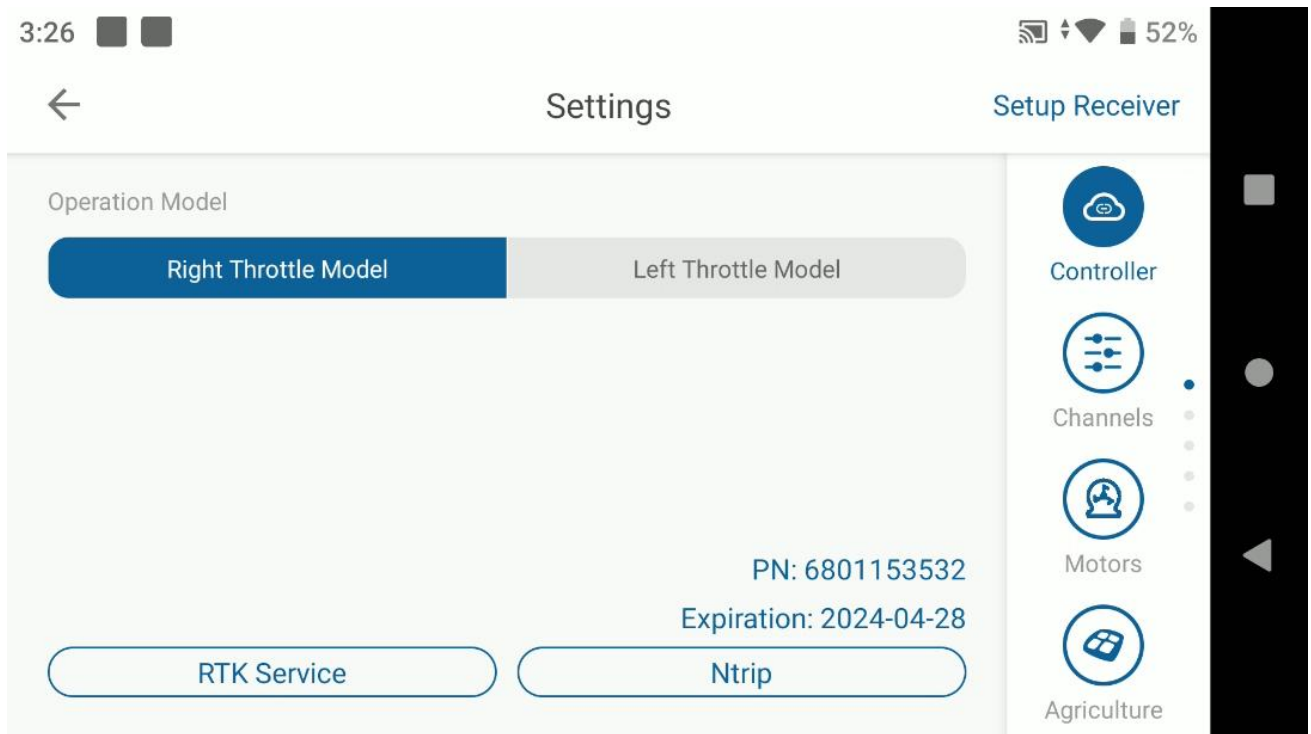 3:26
52%
Settings
Setup Receiver
Operation Model
Right Throttle Model
Left Throttle Model
Controller
Channels
Motors
Agriculture
PN: 6801153532
Expiration: 2024-04-28
RTK Service
Ntrip